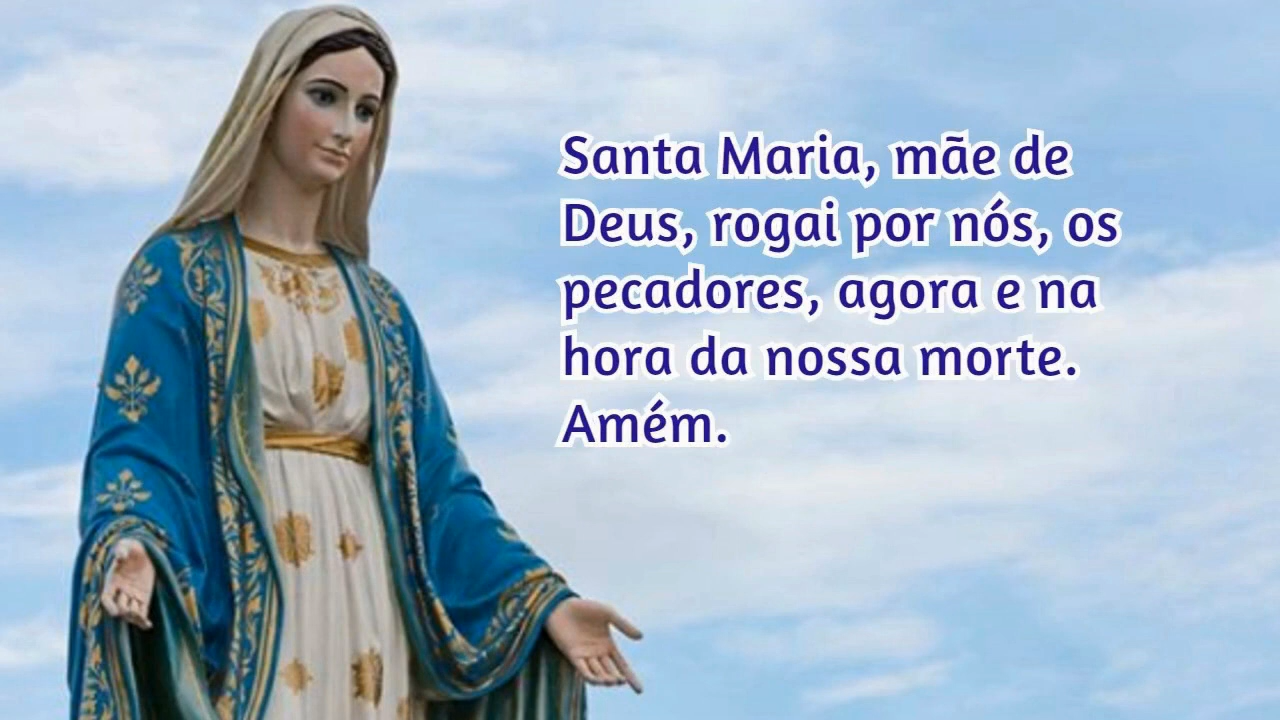 Santa Maria, mãe de
Deus, rogai por nós, os
pecadores, agora e na
hora da nossa morte.
Amém.